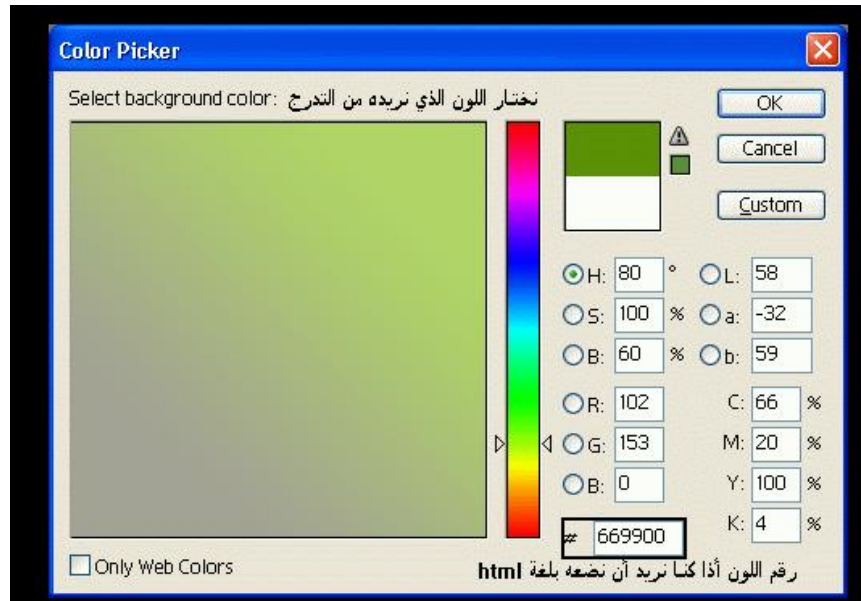 Color Picker
Select background color: نختار اللون الذي نريده من التدرج
OK
Cancel
Custom
H: 80 ° L: 58
S: 100 % a: -32
B: 60 % b: 59
R: 102 C: 66 %
G: 153 M: 20 %
B: 0 Y: 100 %
# 669900 K: 4 %
Only Web Colors
رقم اللون أذا كنا نريد أن نضعه بلغة html